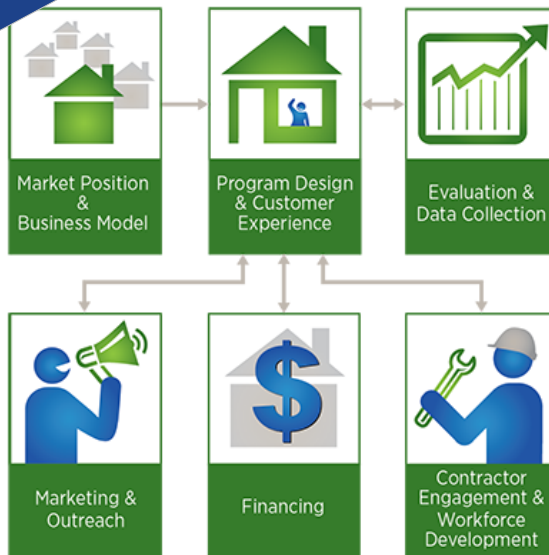 Market Position
&
Business Model
Program Design
& Customer
Experience
Evaluation &
Data Collection
$
Marketing &
Outreach
Financing
Contractor
Engagement &
Workforce
Development